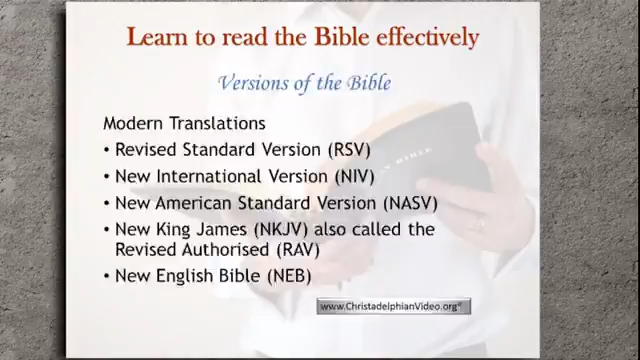 Learn to read the Bible effectively
Versions of the Bible
Modern Translations
• Revised Standard Version (RSV)
• New International Version (NIV)
• New American Standard Version (NASV)
• New King James (NKJV) also called the
Revised Authorised (RAV)
• New English Bible (NEB)
BIBLE
www.ChristadelphianVideo.org®